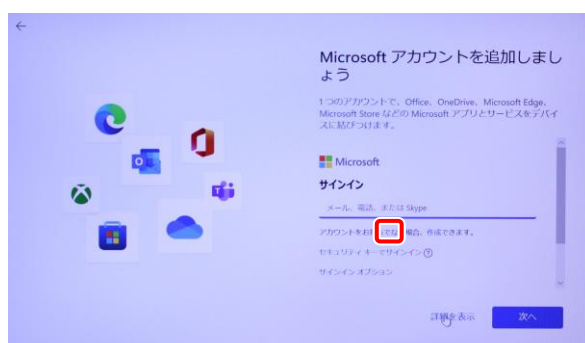 Microsoft アカウントを追加しまし
ょう
1 つのアカウントで、Office、OneDrive、Microsoft Edge、
Microsoft Store などの Microsoft アプリとサービスをデバイ
スに結びつけます。
Microsoft
サインイン
メール、電話、または Skype
アカウントをお持ちでない場合、作成できます。
セキュリティ キーでサインイン
サインイン オプション
詳細を表示
次へ